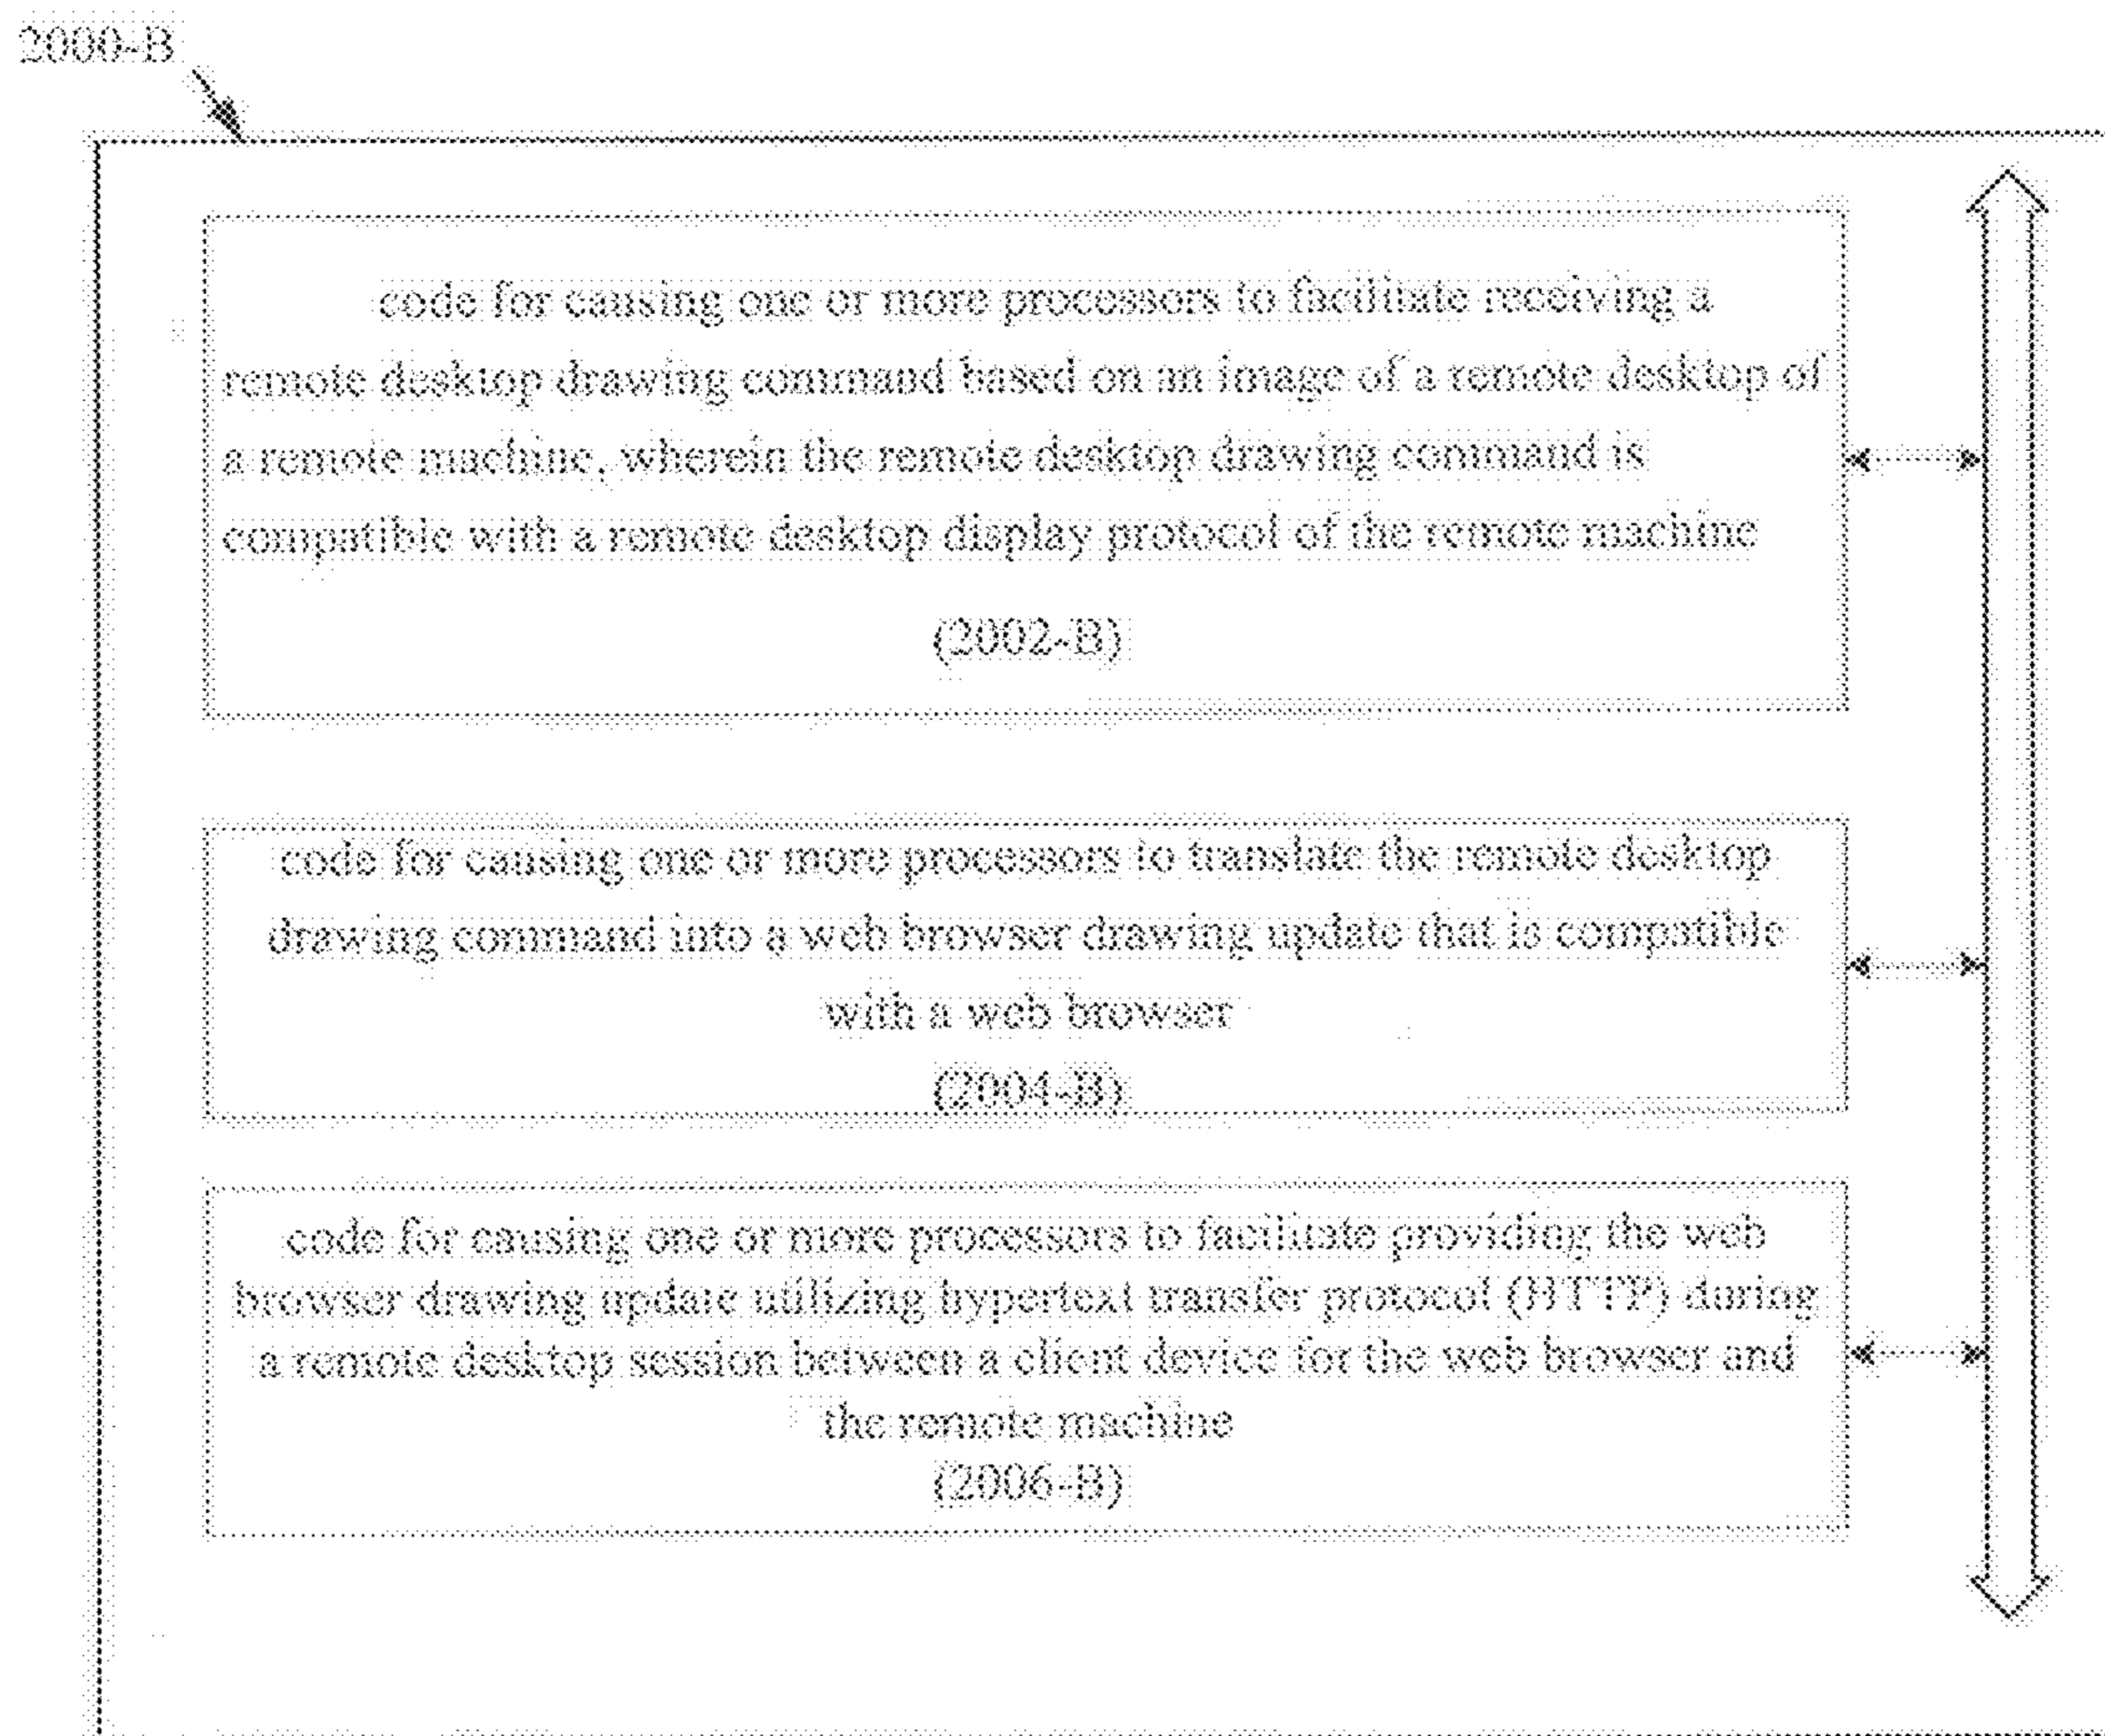 2000-B
code for causing one or more processors to facilitate receiving a
remote desktop drawing command based on an image of a remote desktop of
a remote machine, wherein the remote desktop drawing command is
compatible with a remote desktop display protocol of the remote machine
(2002-B)
code for causing one or more processors to translate the remote desktop
drawing command into a web browser drawing update that is compatible
with a web browser
(2004-B)
code for causing one or more processors to facilitate providing the web
browser drawing update utilizing hypertext transfer protocol (HTTP) during
a remote desktop session between a client device for the web browser and
the remote machine
(2006-B)